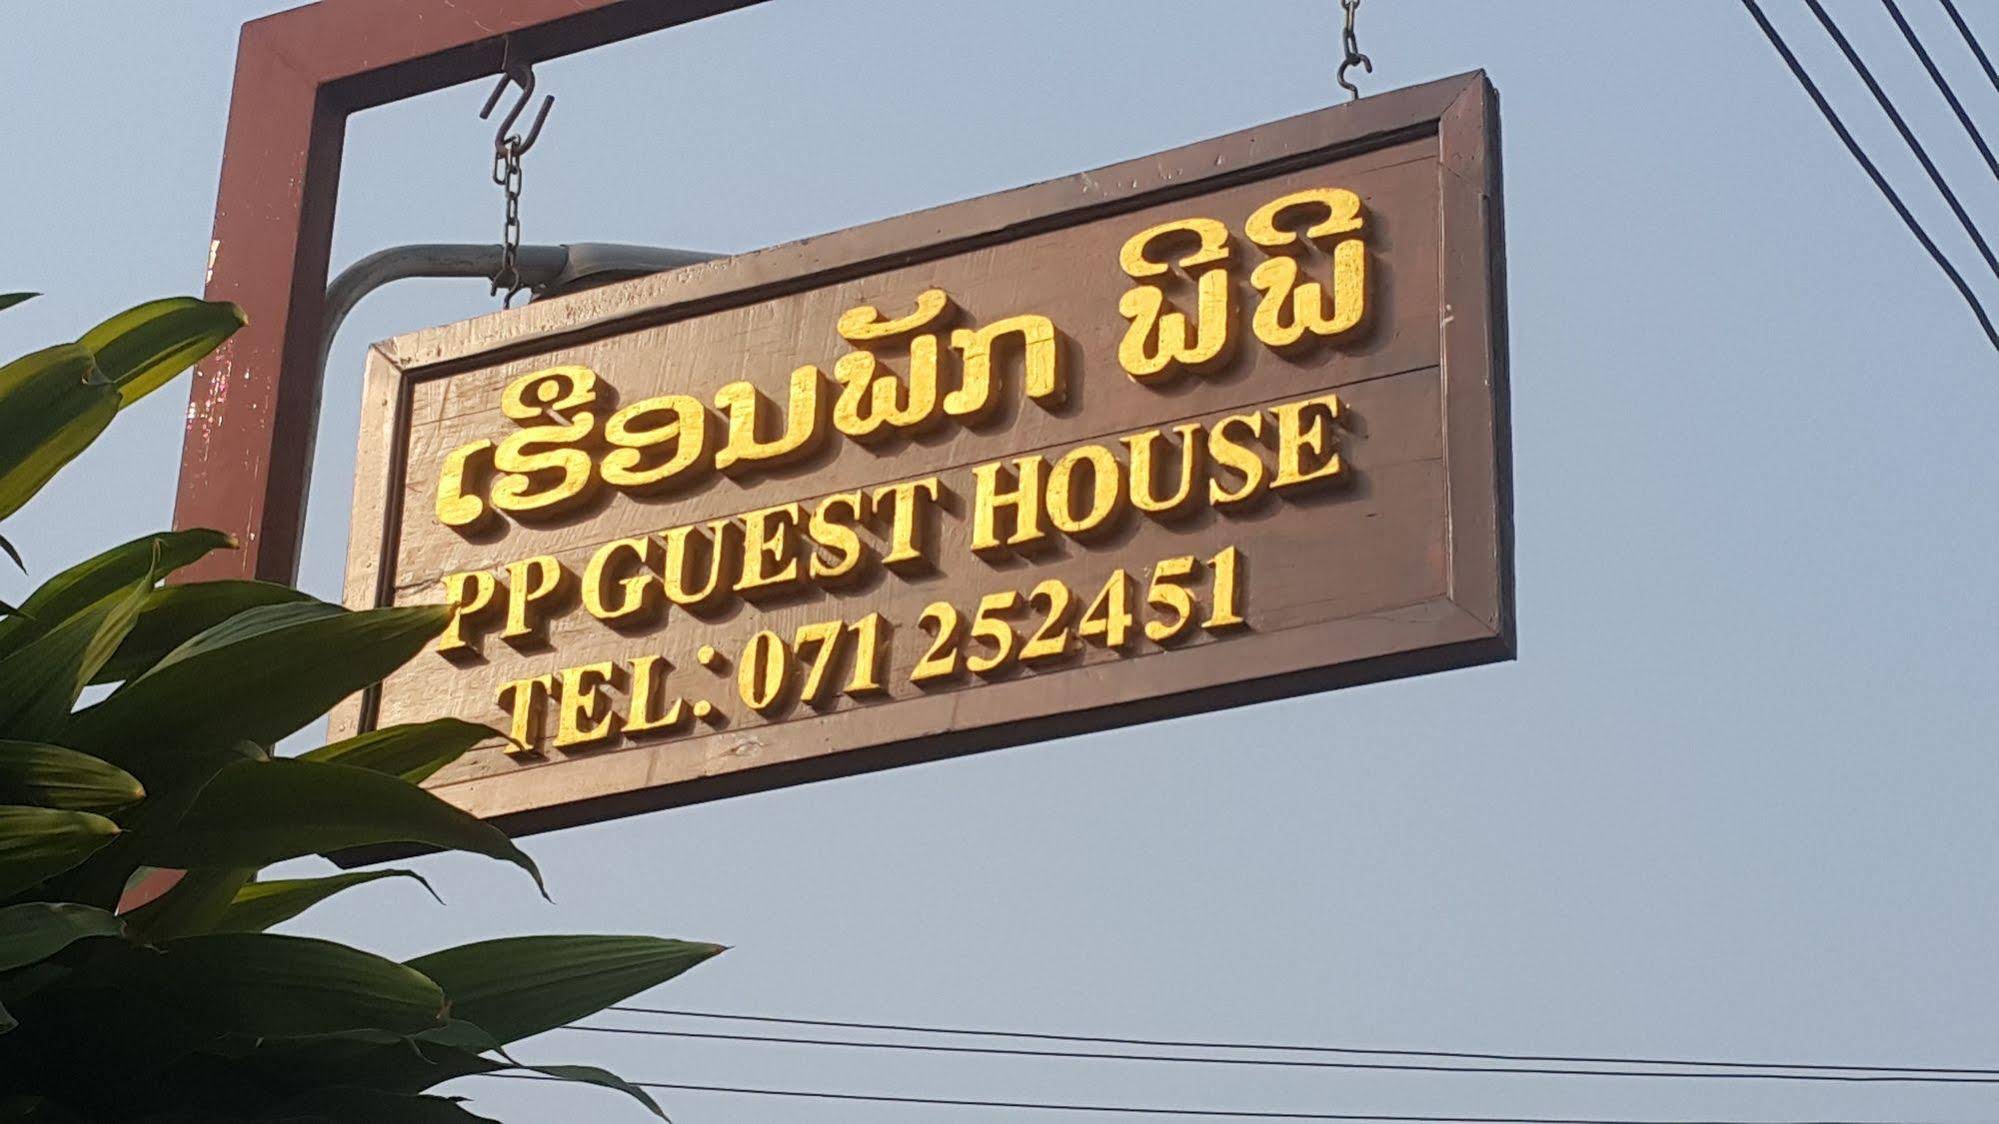 ເຮືອນພັກ ພີພີ
PP GUEST HOUSE
TEL: 071 252451